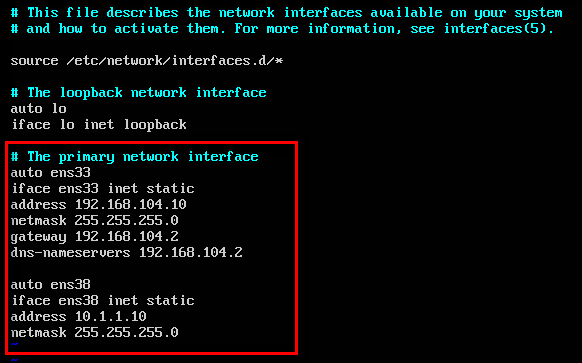 # This file describes the network interfaces available on your system
# and how to activate them. For more information, see interfaces(5).
source /etc/network/interfaces.d/*
# The loopback network interface
auto lo
iface lo inet loopback
# The primary network interface
auto ens33
iface ens33 inet static
address 192.168.104.10
netmask 255.255.255.0
gateway 192.168.104.2
dns-nameservers 192.168.104.2
auto ens38
iface ens38 inet static
address 10.1.1.10
netmask 255.255.255.0
~
~